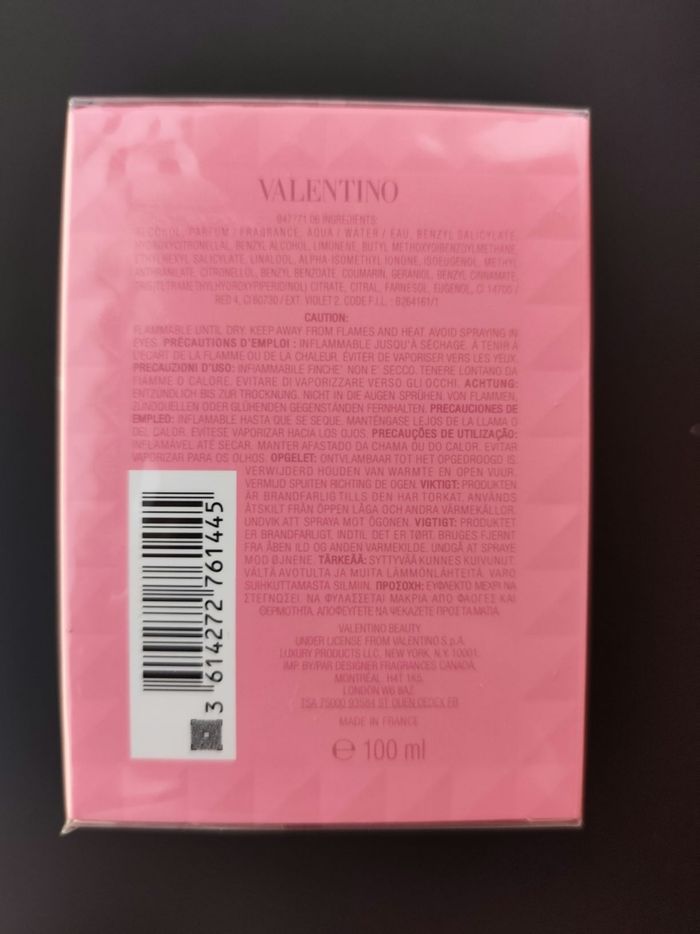 VALENTINO
847771 06 INGREDIENTS:
ALCOHOL, PARFUM / FRAGRANCE, AQUA / WATER / EAU, BENZYL SALICYLATE,
HYDROXYCITRONELLAL, BENZYL ALCOHOL, LIMONENE, BUTYL METHOXYDIBENZOYLMETHANE,
ETHYLHEXYL SALICYLATE, LINALOOL, ALPHA-ISOMETHYL IONONE, ISOEUGENOL, METHYL
ANTHRANILATE, CITRONELLOL, BENZYL BENZOATE, COUMARIN, GERANIOL, BENZYL CINNAMATE,
TRIS(TETRAMETHYLHYDROXYPIPERIDINOL) CITRATE, CITRAL, FARNESOL, EUGENOL, CI 14700 /
RED 4, CI 60730 / EXT. VIOLET 2. CODE F.I.L. : B264161/1
CAUTION:
FLAMMABLE UNTIL DRY. KEEP AWAY FROM FLAMES AND HEAT. AVOID SPRAYING IN
EYES. PRÉCAUTIONS D'EMPLOI : INFLAMMABLE JUSQU'À SÉCHAGE. À TENIR À
L'ÉCART DE LA FLAMME OU DE LA CHALEUR. ÉVITER DE VAPORISER VERS LES YEUX.
PRECAUZIONI D'USO: INFIAMMABILE FINCHE' NON E' SECCO. TENERE LONTANO DA
FIAMME O CALORE. EVITARE DI VAPORIZZARE VERSO GLI OCCHI. ACHTUNG:
ENTZÜNDLICH BIS ZUR TROCKNUNG. NICHT IN DIE AUGEN SPRÜHEN. VON FLAMMEN,
ZÜNDQUELLEN ODER GLÜHENDEN GEGENSTÄNDEN FERNHALTEN. PRECAUCIONES DE
EMPLEO: INFLAMABLE HASTA QUE SE SEQUE. MANTÉNGASE LEJOS DE LA LLAMA O
DEL CALOR. EVÍTESE VAPORIZAR HACIA LOS OJOS. PRECAUÇÕES DE UTILIZAÇÃO:
INFLAMÁVEL ATÉ SECAR. MANTER AFASTADO DA CHAMA OU DO CALOR. EVITAR
VAPORIZAR PARA OS OLHOS. OPGELET: ONTVLAMBAAR TOT HET OPGEDROOGD IS.
VERWIJDERD HOUDEN VAN WARMTE EN OPEN VUUR.
VERMIJD SPUITEN RICHTING DE OGEN. VIKTIGT: PRODUKTEN
ÄR BRANDFARLIG TILLS DEN HAR TORKAT. ANVÄNDS
ÅTSKILT FRÅN ÖPPEN LÅGA OCH ANDRA VÄRMEKÄLLOR.
UNDVIK ATT SPRAYA MOT ÖGONEN. VIGTIGT: PRODUKTET
ER BRANDFARLIGT, INDTIL DET ER TØRT. BRUGES FJERNT
FRA ÅBEN ILD OG ANDEN VARMEKILDE. UNDGÅ AT SPRAYE
MOD ØJNENE. TÄRKEÄÄ: SYTTYVÄÄ KUNNES KUIVUNUT.
VÄLTÄ AVOTULTA JA MUITA LÄMMÖNLÄHTEITÄ. VARO
SUIHKUTTAMASTA SILMIIN. ΠΡΟΣΟΧΗ: ΕΥΦΛΕΚΤΟ ΜΕΧΡΙ ΝΑ
ΣΤΕΓΝΩΣΕΙ. ΝΑ ΦΥΛΑΣΣΕΤΑΙ ΜΑΚΡΙΑ ΑΠΟ ΦΛΟΓΕΣ ΚΑΙ
ΘΕΡΜΟΤΗΤΑ. ΑΠΟΦΕΥΓΕΤΕ ΝΑ ΨΕΚΑΖΕΤΕ ΠΡΟΣ ΤΑ ΜΑΤΙΑ.
VALENTINO BEAUTY
UNDER LICENSE FROM VALENTINO S.p.A.
LUXURY PRODUCTS LLC, NEW YORK, N.Y. 10001,
IMP. BY/PAR DESIGNER FRAGRANCES CANADA,
MONTRÉAL, H4T 1K5,
LONDON W6 8AZ
TSA 75000 93584 ST OUEN CEDEX FR
MADE IN FRANCE
℮ 100 ml
3 614272 761445